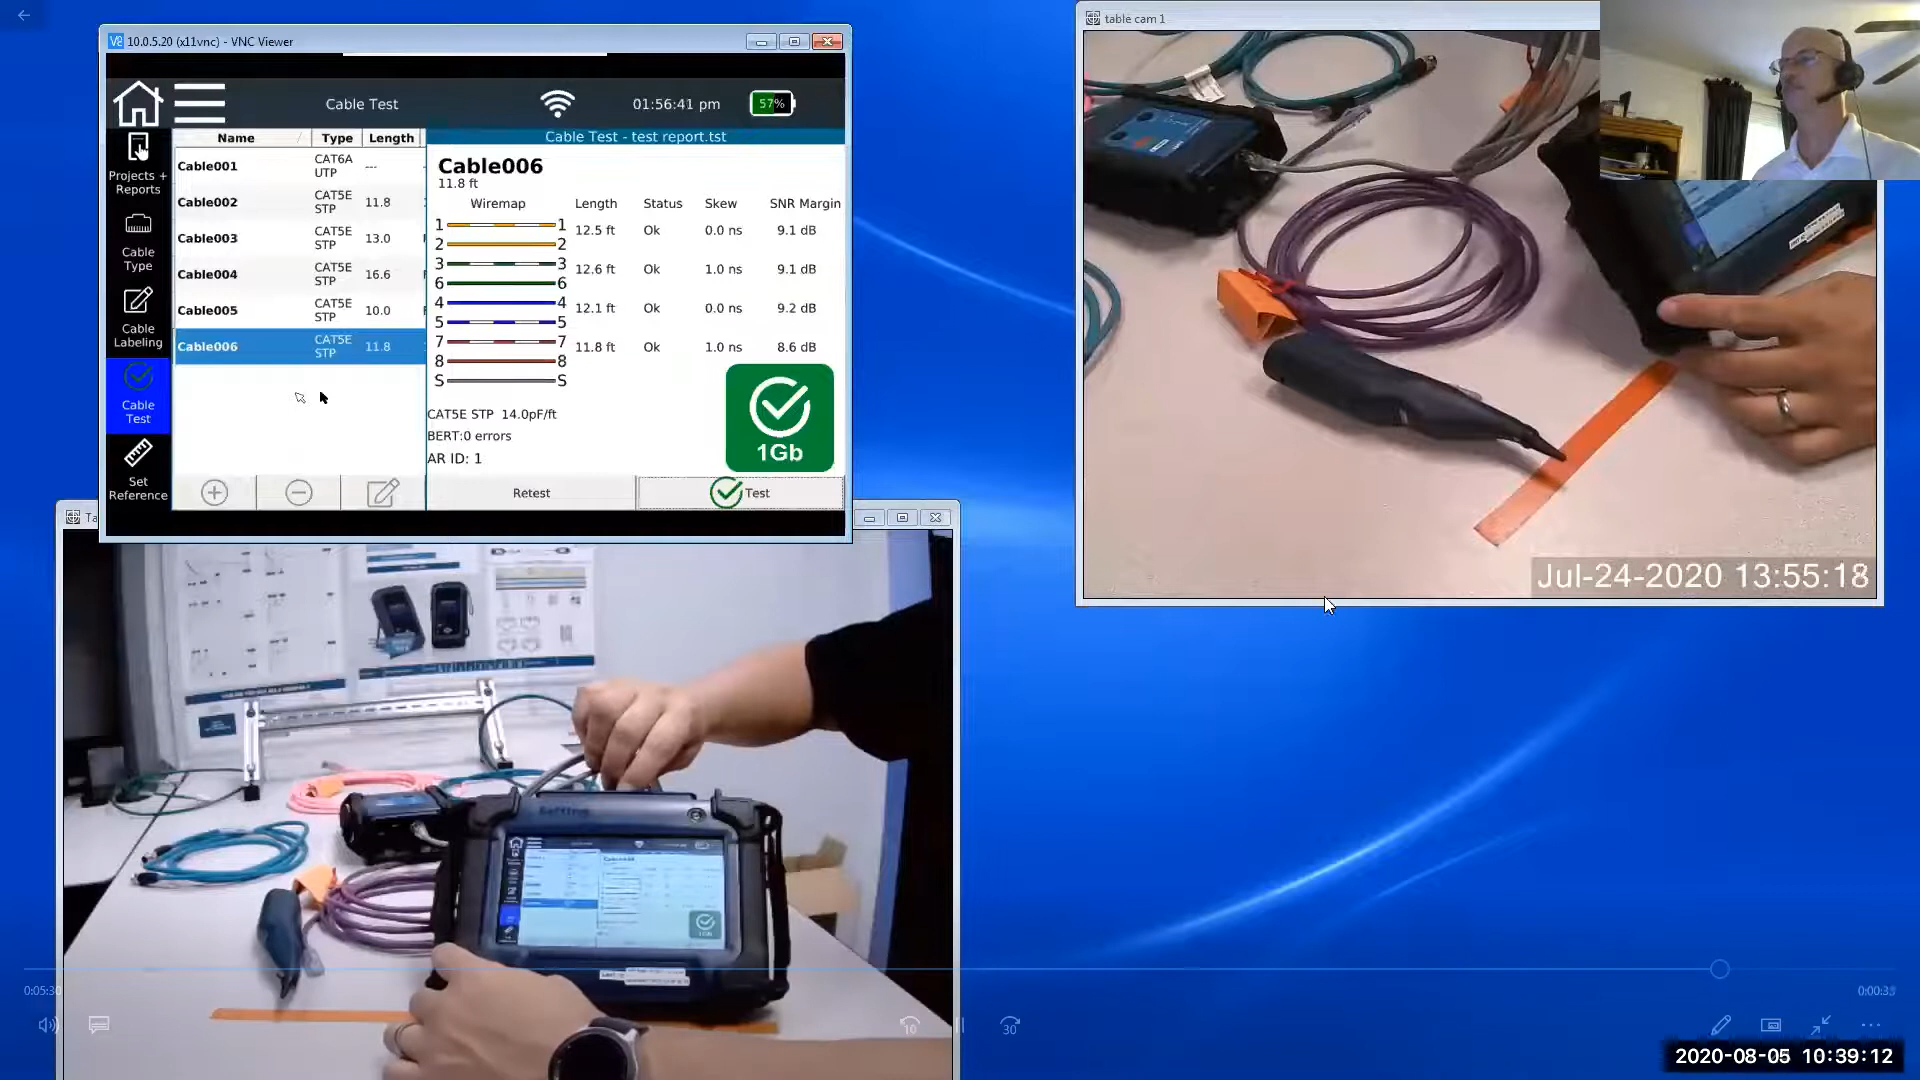 10.0.5.20 (x11vnc) - VNC Viewer
Cable Test
01:56:41 pm
57%
Projects +
Reports
Cable
Type
Cable
Labeling
Cable
Test
Set
Reference
Name Type Length
Cable001 CAT6A UTP ---
Cable002 CAT5E STP 11.8
Cable003 CAT5E STP 13.0
Cable004 CAT5E STP 16.6
Cable005 CAT5E STP 10.0
Cable006 CAT5E STP 11.8
Cable Test - test report.tst
Cable006
11.8 ft
Wiremap Length Status Skew SNR Margin
1 1 12.5 ft Ok 0.0 ns 9.1 dB
2 2
3 3 12.6 ft Ok 1.0 ns 9.1 dB
6 6
4 4 12.1 ft Ok 0.0 ns 9.2 dB
5 5
7 7 11.8 ft Ok 1.0 ns 8.6 dB
8 8
S S
CAT5E STP 14.0pF/ft
BERT:0 errors
AR ID: 1
1Gb
Retest
Test
table cam 1
Jul-24-2020 13:55:18
Ta
0:05:30
0:00:33
10
30
2020-08-05 10:39:12